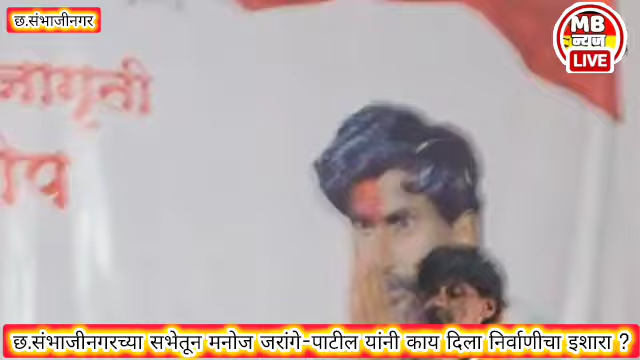 छ.संभाजीनगर
MB
न्यूज
LIVE
छ.संभाजीनगरच्या सभेतून मनोज जरांगे-पाटील यांनी काय दिला निर्वाणीचा इशारा ?